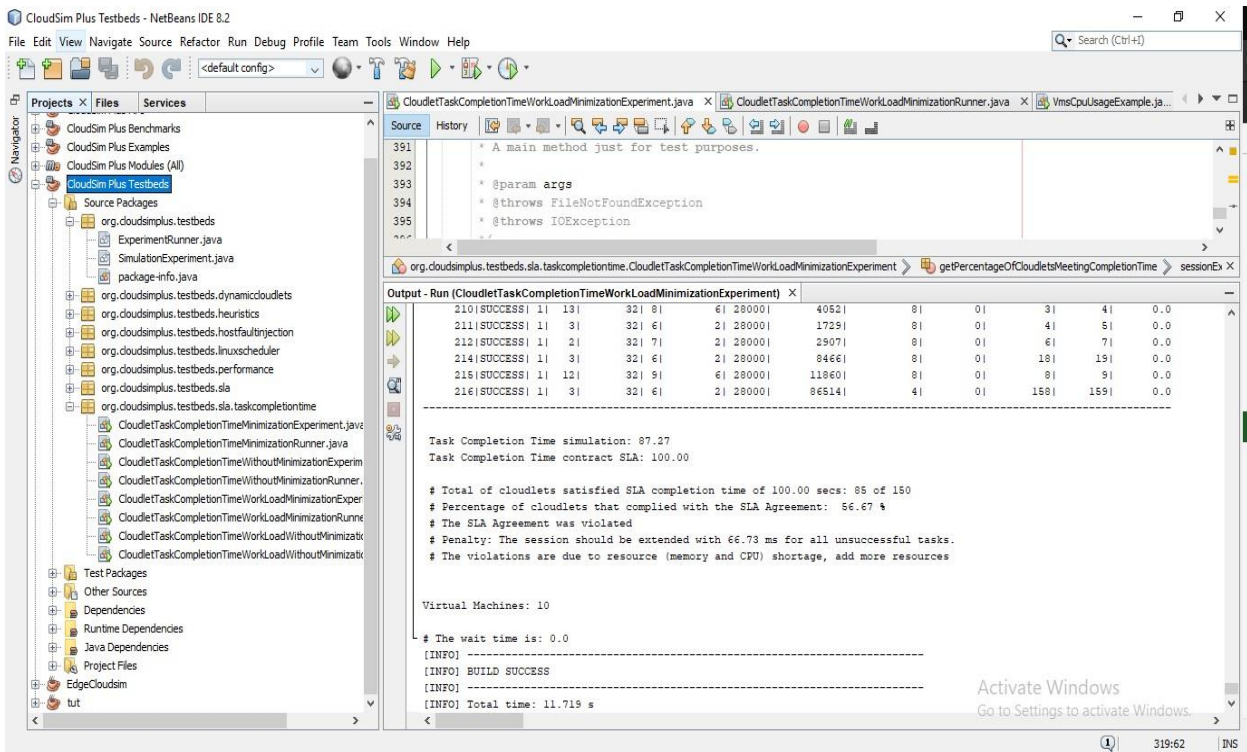 CloudSim Plus Testbeds - NetBeans IDE 8.2
File Edit View Navigate Source Refactor Run Debug Profile Team Tools Window Help
Search (Ctrl+I)
<default config>
Projects Files Services
Navigator
CloudSim Plus Benchmarks
CloudSim Plus Examples
CloudSim Plus Modules (All)
CloudSim Plus Testbeds
Source Packages
org.cloudsimplus.testbeds
ExperimentRunner.java
SimulationExperiment.java
package-info.java
org.cloudsimplus.testbeds.dynamiccloudlets
org.cloudsimplus.testbeds.heuristics
org.cloudsimplus.testbeds.hostfaultinjection
org.cloudsimplus.testbeds.linuxscheduler
org.cloudsimplus.testbeds.performance
org.cloudsimplus.testbeds.sla
org.cloudsimplus.testbeds.sla.taskcompletiontime
CloudletTaskCompletionTimeMinimizationExperiment.java
CloudletTaskCompletionTimeMinimizationRunner.java
CloudletTaskCompletionTimeWithoutMinimizationExperim
CloudletTaskCompletionTimeWithoutMinimizationRunner.
CloudletTaskCompletionTimeWorkLoadMinimizationExper
CloudletTaskCompletionTimeWorkLoadMinimizationRunne
CloudletTaskCompletionTimeWorkLoadWithoutMinimizatio
CloudletTaskCompletionTimeWorkLoadWithoutMinimizatio
Test Packages
Other Sources
Dependencies
Runtime Dependencies
Java Dependencies
Project Files
EdgeCloudsim
tut
CloudletTaskCompletionTimeWorkLoadMinimizationExperiment.java CloudletTaskCompletionTimeWorkLoadMinimizationRunner.java VmsCpuUsageExample.ja...
Source History
391 * A main method just for test purposes.
392 *
393 * @param args
394 * @throws FileNotFoundException
395 * @throws IOException
org.cloudsimplus.testbeds.sla.taskcompletiontime.CloudletTaskCompletionTimeWorkLoadMinimizationExperiment getPercentageOfCloudletsMeetingCompletionTime sessionEx
Output - Run (CloudletTaskCompletionTimeWorkLoadMinimizationExperiment)
210|SUCCESS| 1| 13| 32| 8| 6| 28000| 4052| 8| 0| 3| 4| 0.0
211|SUCCESS| 1| 3| 32| 6| 2| 28000| 1729| 8| 0| 4| 5| 0.0
212|SUCCESS| 1| 2| 32| 7| 2| 28000| 2907| 8| 0| 6| 7| 0.0
214|SUCCESS| 1| 3| 32| 6| 2| 28000| 8466| 8| 0| 18| 19| 0.0
215|SUCCESS| 1| 12| 32| 9| 6| 28000| 11860| 8| 0| 8| 9| 0.0
216|SUCCESS| 1| 3| 32| 6| 2| 28000| 86514| 4| 0| 158| 159| 0.0
Task Completion Time simulation: 87.27
Task Completion Time contract SLA: 100.00
# Total of cloudlets satisfied SLA completion time of 100.00 secs: 85 of 150
# Percentage of cloudlets that complied with the SLA Agreement: 56.67 %
# The SLA Agreement was violated
# Penalty: The session should be extended with 66.73 ms for all unsuccessful tasks.
# The violations are due to resource (memory and CPU) shortage, add more resources
Virtual Machines: 10
# The wait time is: 0.0
[INFO] ------------------------------------------------------------------------
[INFO] BUILD SUCCESS
[INFO] ------------------------------------------------------------------------
[INFO] Total time: 11.719 s
Activate Windows
Go to Settings to activate Windows.
1 319:62 INS